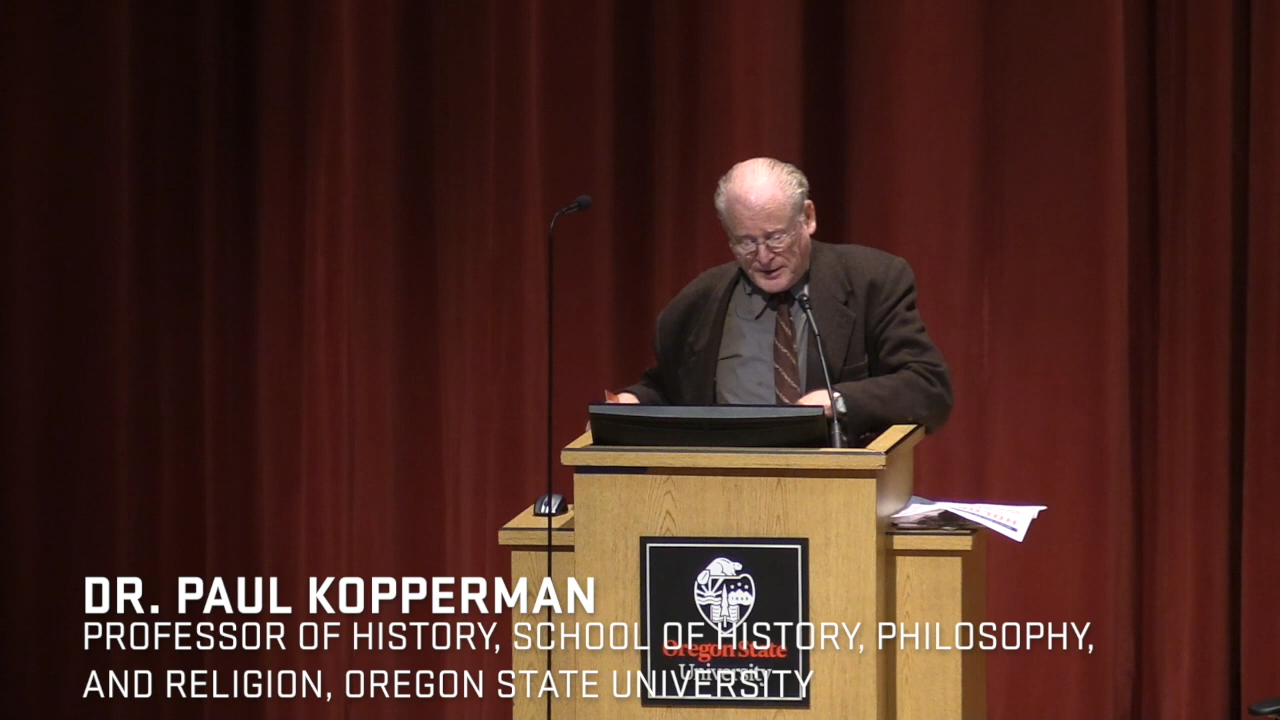 DR. PAUL KOPPERMAN
PROFESSOR OF HISTORY, SCHOOL OF HISTORY, PHILOSOPHY,
AND RELIGION, OREGON STATE UNIVERSITY
Oregon State
University